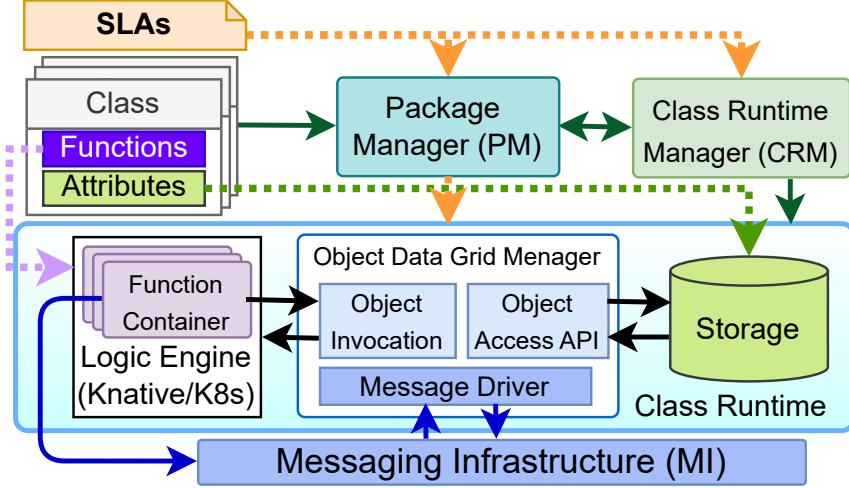 SLAs
Class
Functions
Attributes
Package
Manager (PM)
Class Runtime
Manager (CRM)
Object Data Grid Menager
Function
Container
Logic Engine
(Knative/K8s)
Object
Invocation
Object
Access API
Message Driver
Storage
Class Runtime
Messaging Infrastructure (MI)